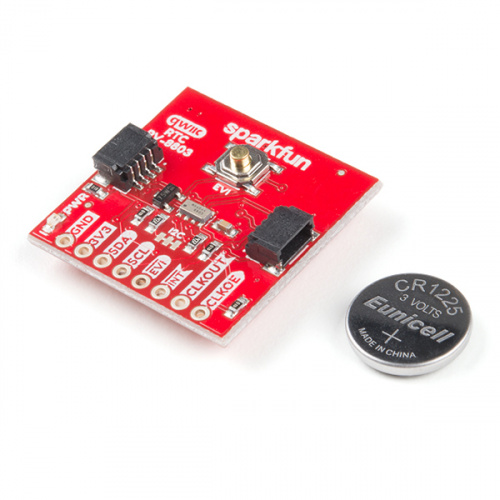 qwiic
RTC
RV-8803
sparkfun
EVI
PWR
GND
3V3
SDA
SCL
EVI
INT
CLKOUT
CLKOE
I2C
CR1225
3 VOLTS
Eunicell
+
MADE IN CHINA